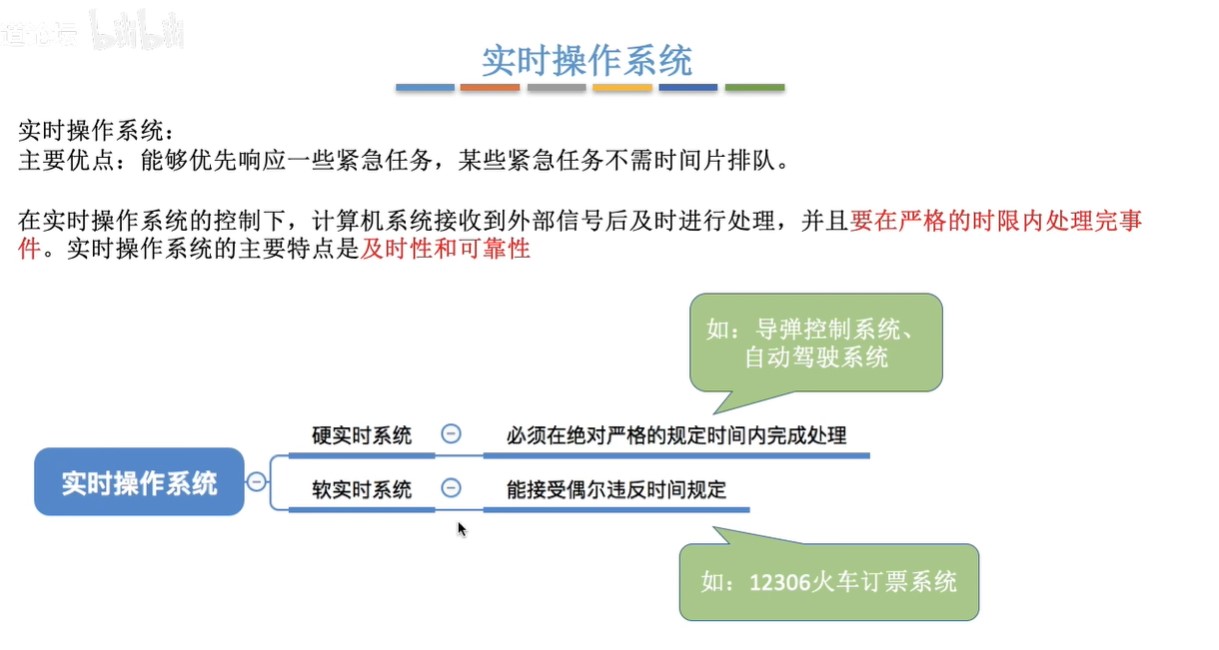 道论坛 bilibili
实时操作系统
实时操作系统：
主要优点：能够优先响应一些紧急任务，某些紧急任务不需时间片排队。
在实时操作系统的控制下，计算机系统接收到外部信号后及时进行处理，并且要在严格的时限内处理完事
件。实时操作系统的主要特点是及时性和可靠性
如：导弹控制系统、
自动驾驶系统
硬实时系统 必须在绝对严格的规定时间内完成处理
实时操作系统
软实时系统 能接受偶尔违反时间规定
如：12306火车订票系统